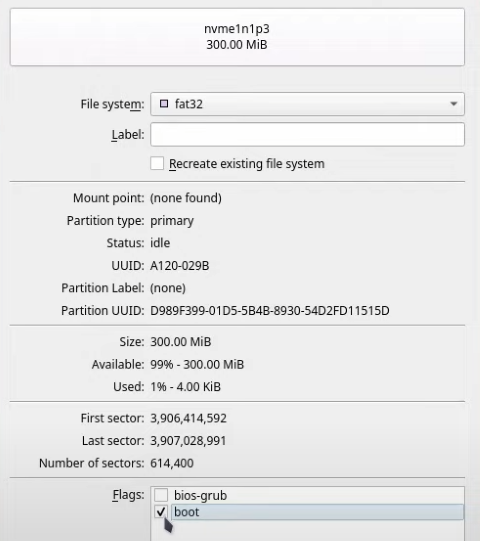 nvme1n1p3
300.00 MiB
File system: fat32
Label:
Recreate existing file system
Mount point: (none found)
Partition type: primary
Status: idle
UUID: A120-029B
Partition Label: (none)
Partition UUID: D989F399-01D5-5B4B-8930-54D2FD11515D
Size: 300.00 MiB
Available: 99% - 300.00 MiB
Used: 1% - 4.00 KiB
First sector: 3,906,414,592
Last sector: 3,907,028,991
Number of sectors: 614,400
Flags: bios-grub
boot